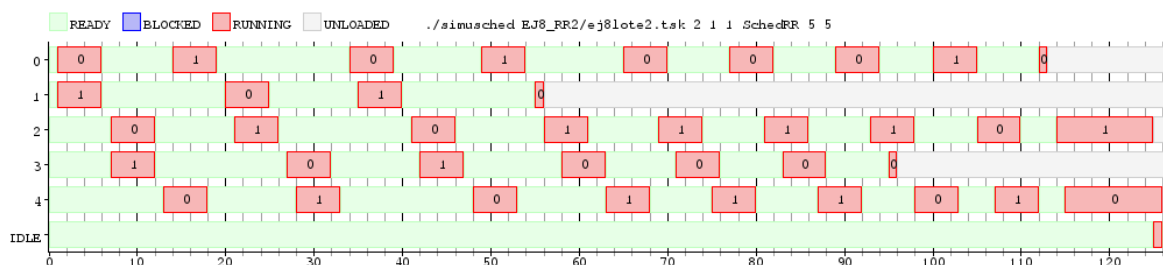 READY BLOCKED RUNNING UNLOADED ./simusched EJ8_RR2/ej8lote2.tsk 2 1 1 SchedRR 5 5
0 0 1 0 1 0 0 0 1 0
1 1 0 1 0
2 0 1 0 1 1 1 1 0 1
3 1 0 1 0 0 0 0
4 0 1 0 1 1 1 0 1 0
IDLE
0 10 20 30 40 50 60 70 80 90 100 110 120